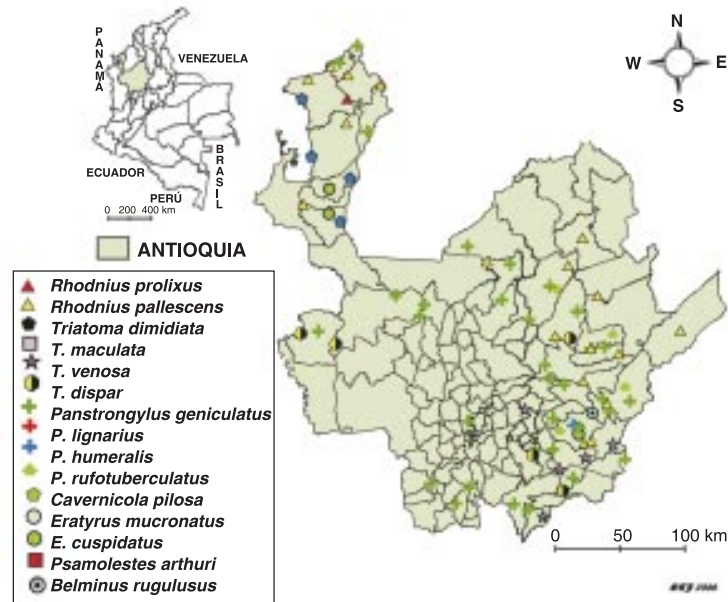 PANAMÁ
VENEZUELA
ECUADOR
PERÚ
BRASIL
0 200 400 km
N
W E
S
ANTIOQUIA
Rhodnius prolixus
Rhodnius pallescens
Triatoma dimidiata
T. maculata
T. venosa
T. dispar
Panstrongylus geniculatus
P. lignarius
P. humeralis
P. rufotuberculatus
Cavernicola pilosa
Eratyrus mucronatus
E. cuspidatus
Psamolestes arthuri
Belminus rugulusus
0 50 100 km